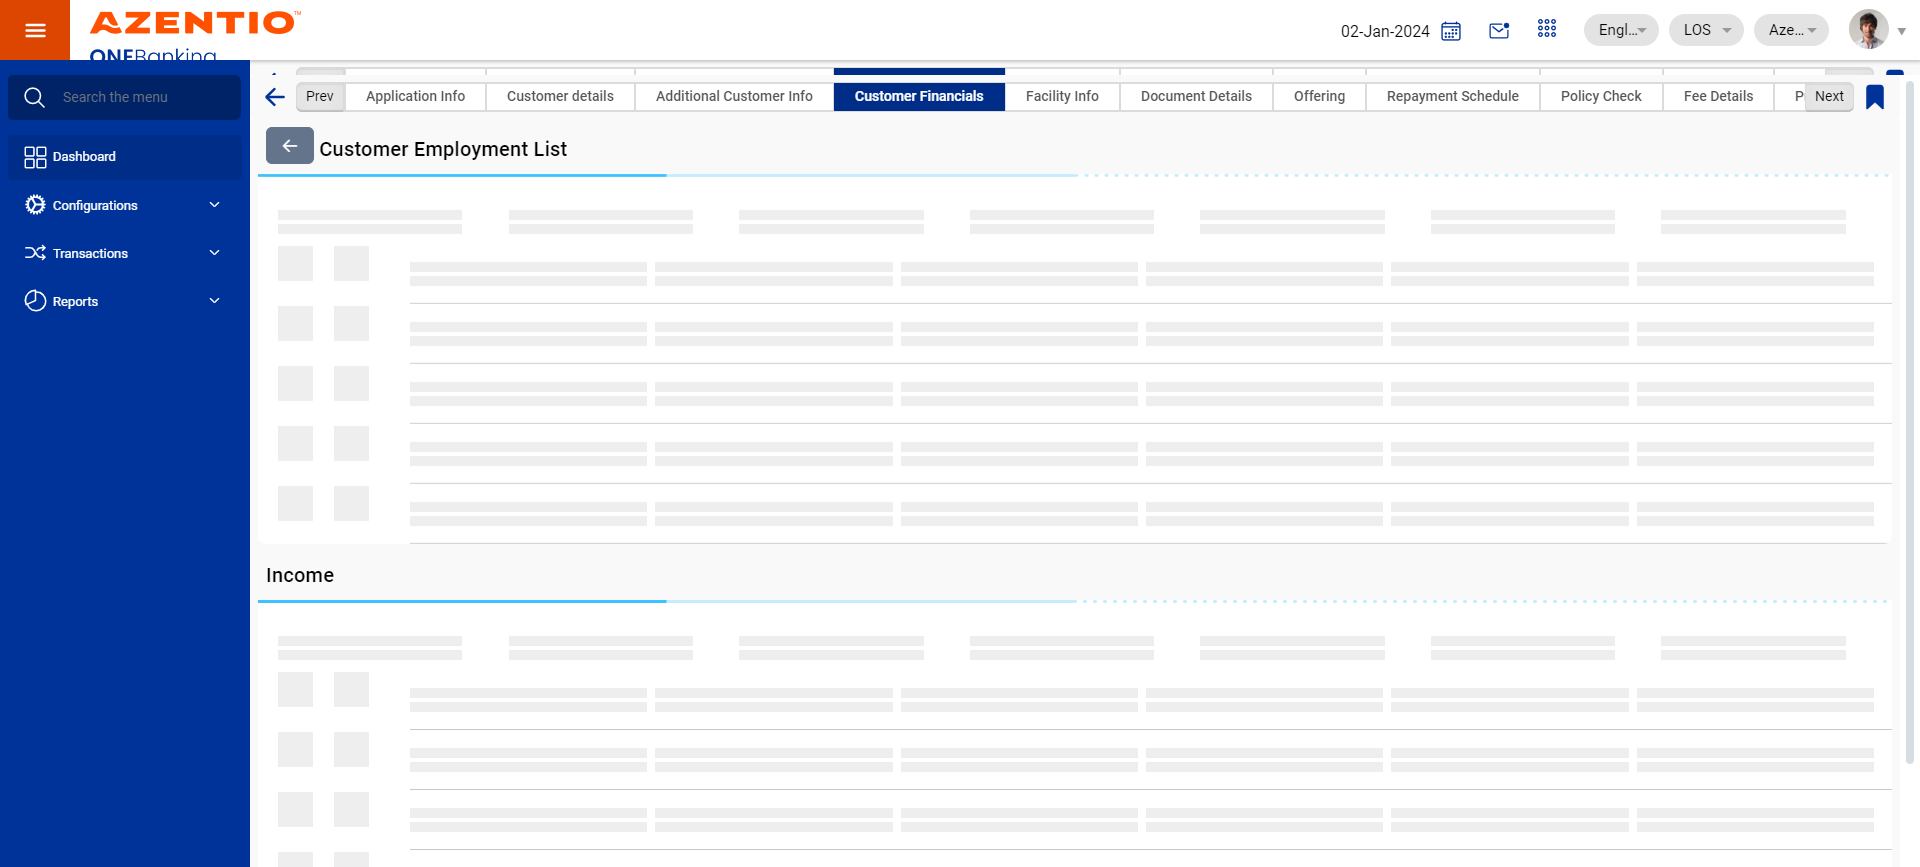 AZENTIO™
ONEBanking
02-Jan-2024
Engl...
LOS
Aze...
Search the menu
Dashboard
Configurations
Transactions
Reports
Prev
Application Info
Customer details
Additional Customer Info
Customer Financials
Facility Info
Document Details
Offering
Repayment Schedule
Policy Check
Fee Details
P
Next
Customer Employment List
Income